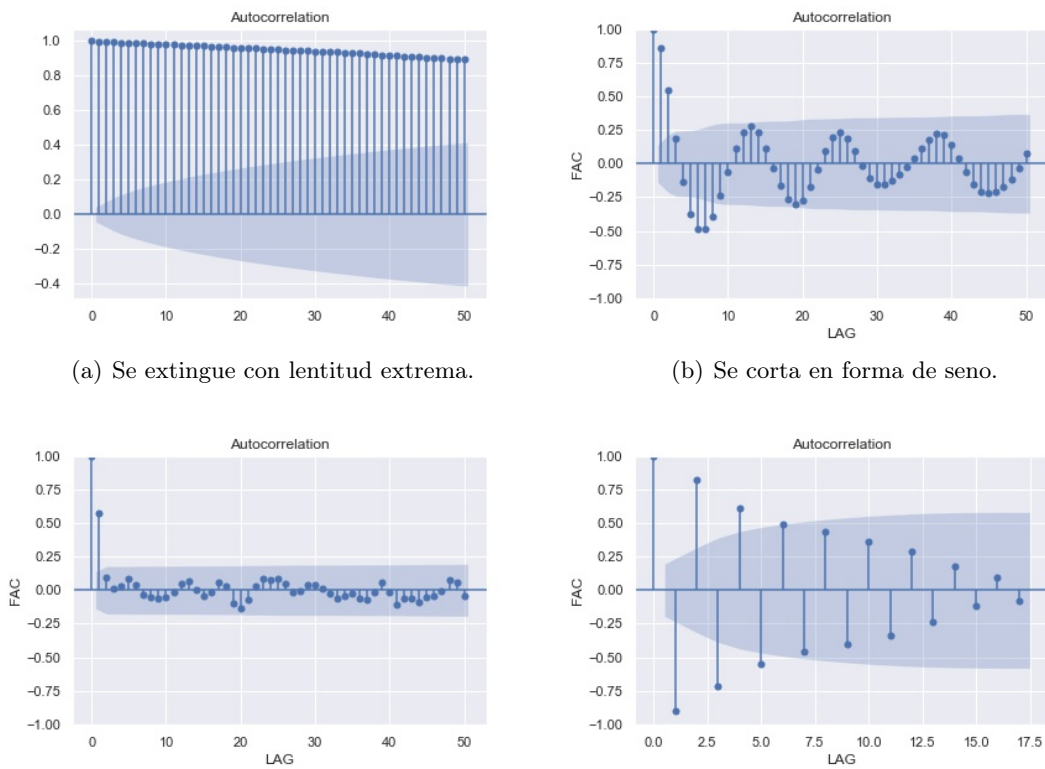 Autocorrelation
1.0
0.8
0.6
0.4
0.2
0.0
−0.2
−0.4
0 10 20 30 40 50
(a) Se extingue con lentitud extrema.
Autocorrelation
1.00
0.75
0.50
0.25
0.00
−0.25
−0.50
−0.75
−1.00
FAC
0 10 20 30 40 50
LAG
(b) Se corta en forma de seno.
Autocorrelation
1.00
0.75
0.50
0.25
0.00
−0.25
−0.50
−0.75
−1.00
FAC
0 10 20 30 40 50
LAG
Autocorrelation
1.00
0.75
0.50
0.25
0.00
−0.25
−0.50
−0.75
−1.00
FAC
0.0 2.5 5.0 7.5 10.0 12.5 15.0 17.5
LAG